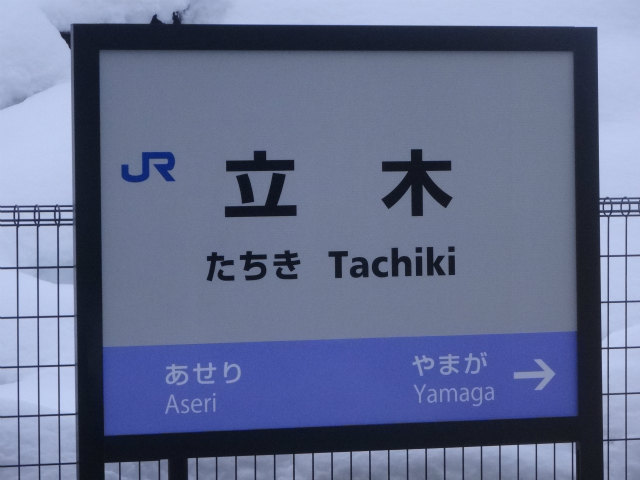 JR
立木
たちき Tachiki
あせり やまが →
Aseri Yamaga